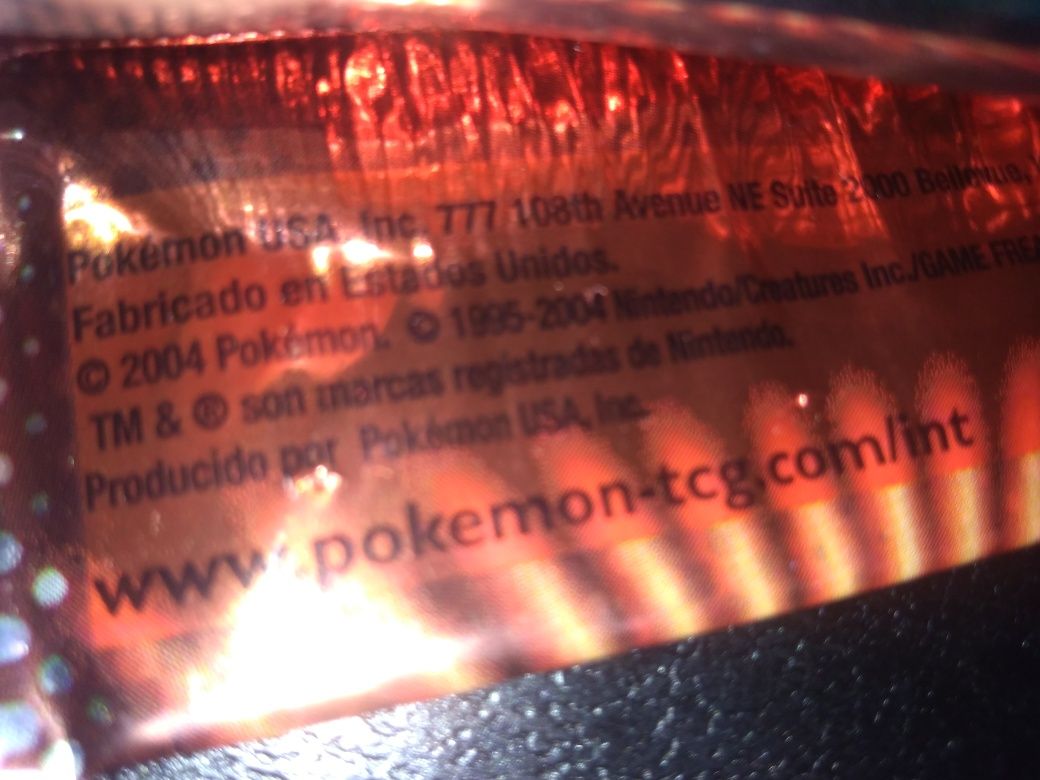 Pokémon USA, Inc. 777 108th Avenue NE Suite 2000 Bellevue,
Fabricado en Estados Unidos.
© 2004 Pokémon. © 1995-2004 Nintendo/Creatures Inc./GAME FREA
TM & ® son marcas registradas de Nintendo.
Producido por Pokémon USA, Inc.
www.pokemon-tcg.com/int